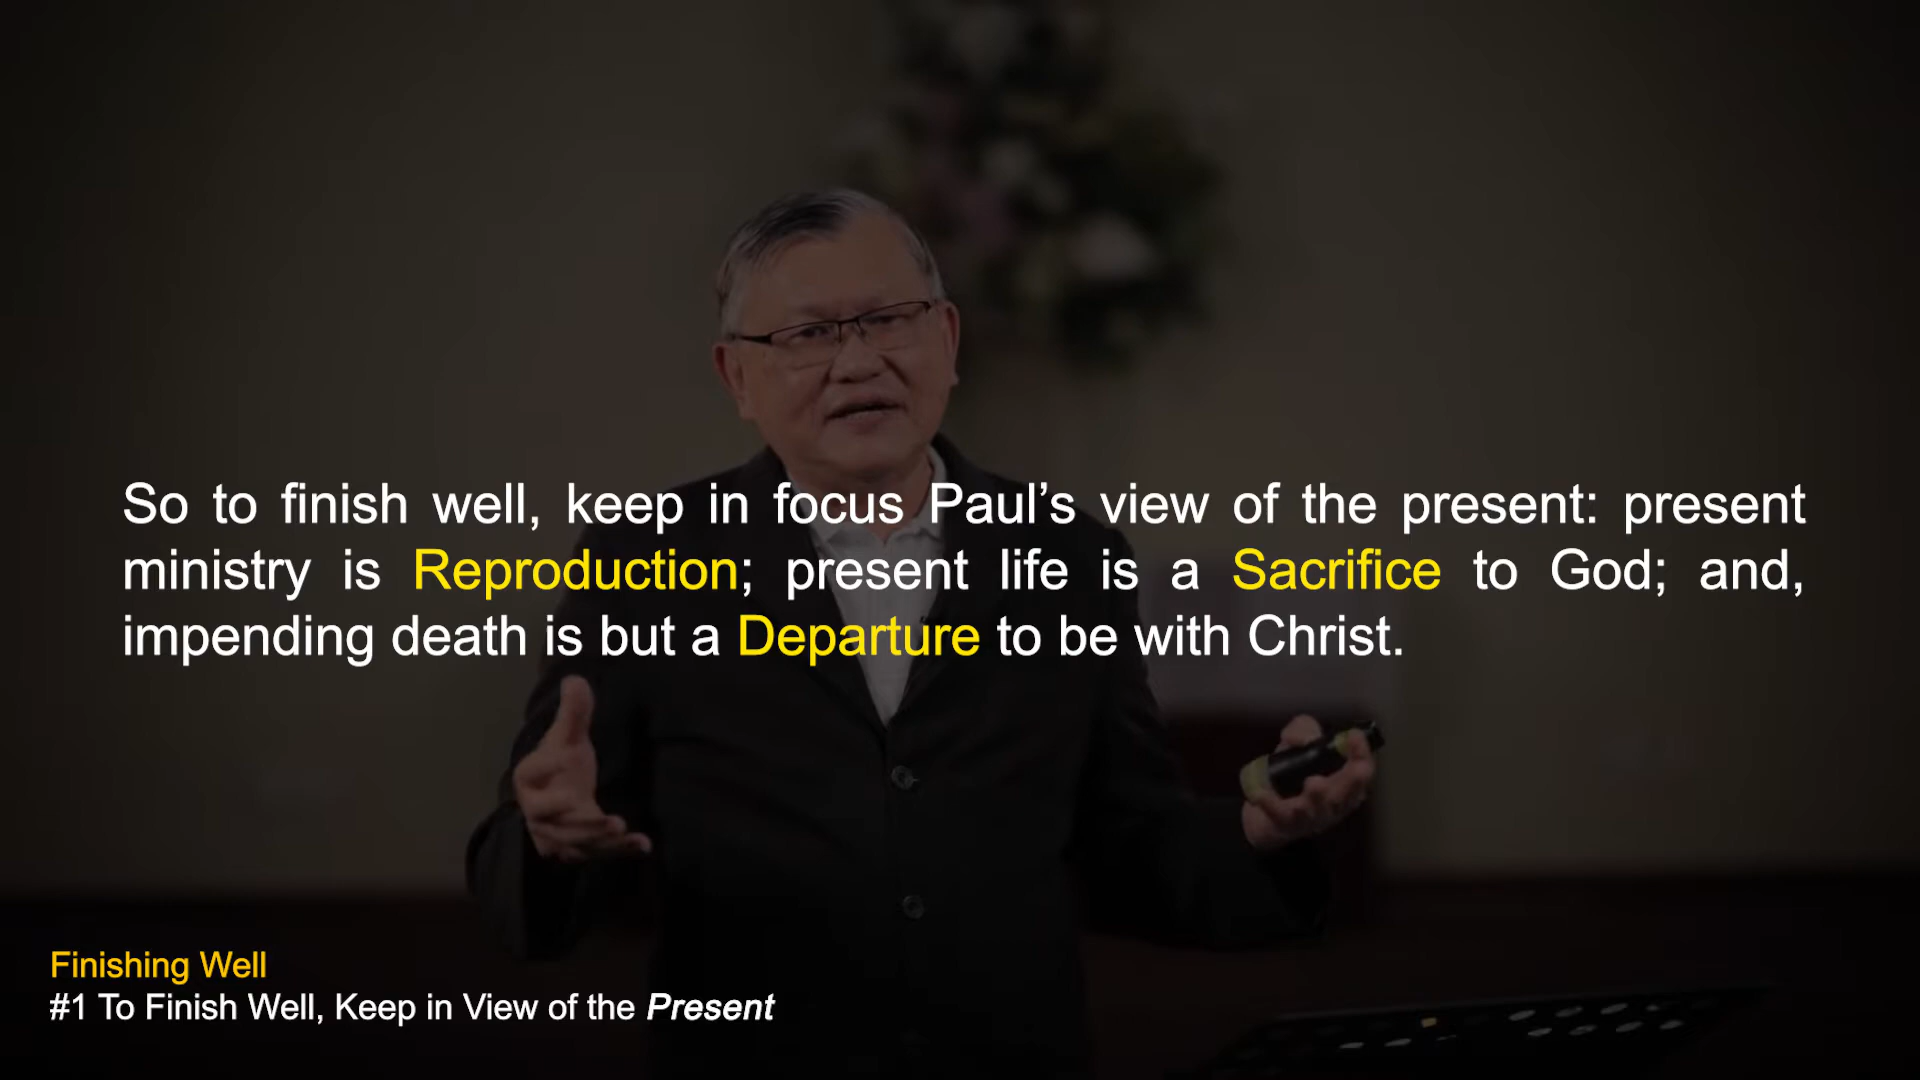 So to finish well, keep in focus Paul’s view of the present: present
ministry is Reproduction; present life is a Sacrifice to God; and,
impending death is but a Departure to be with Christ.
Finishing Well
#1 To Finish Well, Keep in View of the Present